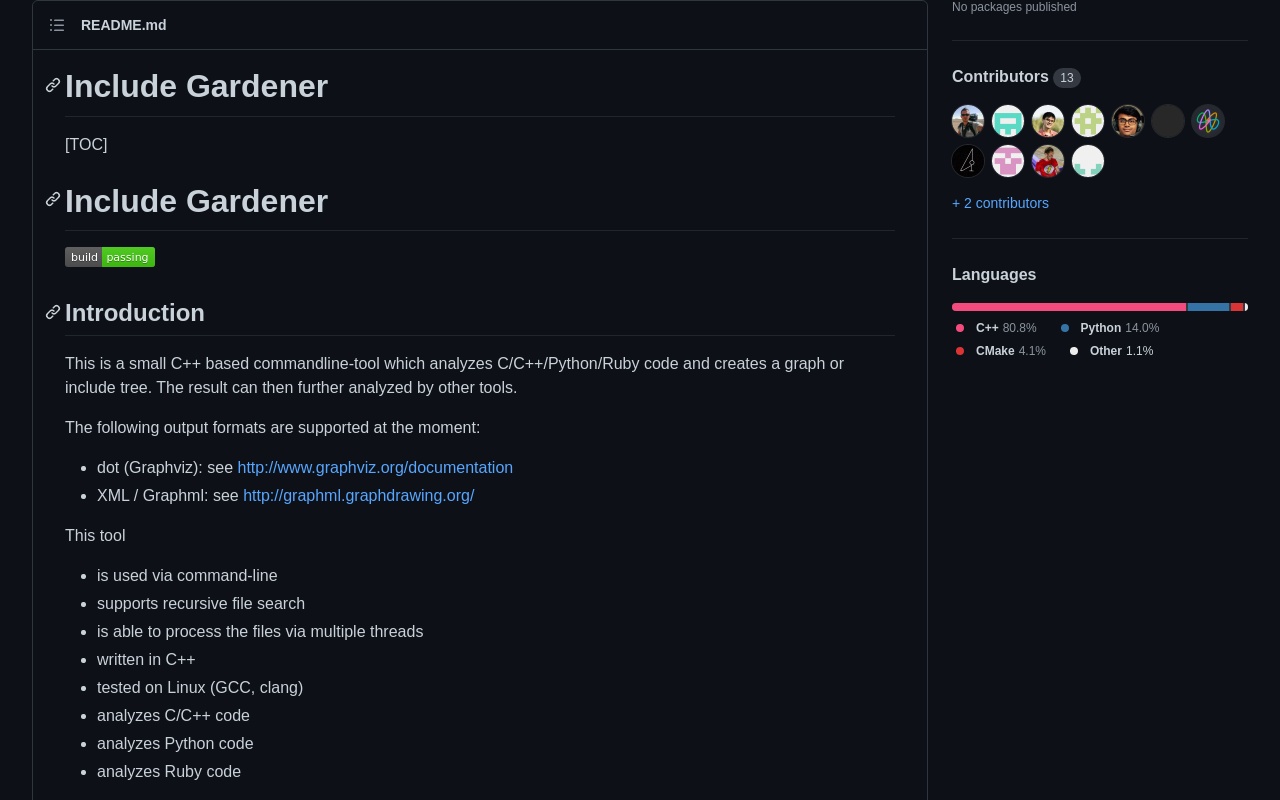 README.md
Include Gardener
[TOC]
Include Gardener
build passing
Introduction
This is a small C++ based commandline-tool which analyzes C/C++/Python/Ruby code and creates a graph or
include tree. The result can then further analyzed by other tools.
The following output formats are supported at the moment:
dot (Graphviz): see http://www.graphviz.org/documentation
XML / Graphml: see http://graphml.graphdrawing.org/
This tool
is used via command-line
supports recursive file search
is able to process the files via multiple threads
written in C++
tested on Linux (GCC, clang)
analyzes C/C++ code
analyzes Python code
analyzes Ruby code
No packages published
Contributors 13
+ 2 contributors
Languages
C++ 80.8% Python 14.0%
CMake 4.1% Other 1.1%